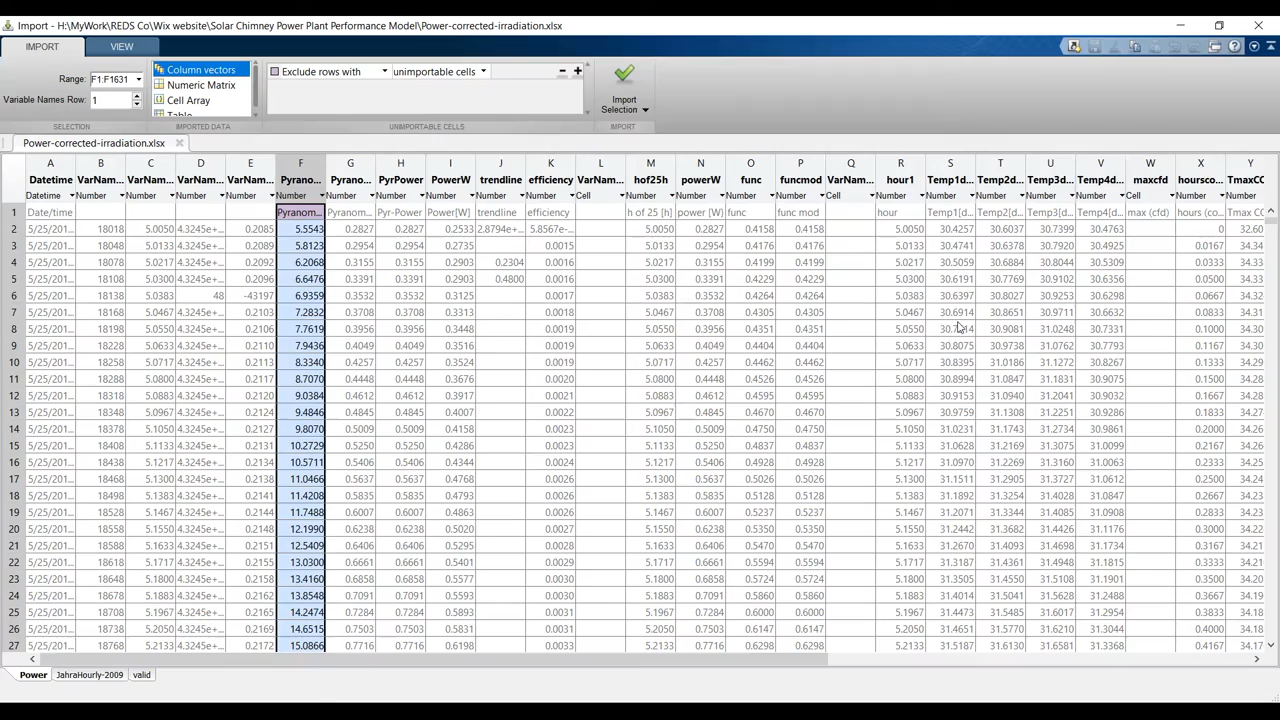 Import - H:\MyWork\REDS Co\Wix website\Solar Chimney Power Plant Performance Model\Power-corrected-irradiation.xlsx
IMPORT VIEW
Range: F1:F1631
Variable Names Row: 1
Column vectors
Numeric Matrix
Cell Array
Table
Exclude rows with unimportable cells
Import
Selection
SELECTION IMPORTED DATA UNIMPORTABLE CELLS IMPORT
Power-corrected-irradiation.xlsx
A B C D E F G H I J K L M N O P Q R S T U V W X Y
Datetime VarNam... VarNam... VarNam... VarNam... Pyrano... Pyrano... PyrPower PowerW trendline efficiency VarNam... hof25h powerW func funcmod VarNam... hour1 Temp1d... Temp2d... Temp3d... Temp4d... maxcfd hoursco... TmaxCC
Datetime Number Number Number Number Number Number Number Number Number Number Cell Number Number Number Number Cell Number Number Number Number Number Number Number Number
1 Date/time Pyranom... Pyranom... Pyr-Power Power[W] trendline efficiency h of 25 [h] power [W] func func mod hour Temp1[d... Temp2[d... Temp3[d... Temp4[d... max (cfd) hours (co... Tmax CC
2 5/25/201... 18018 5.0050 4.3245e+... 0.2085 5.5543 0.2827 0.2827 0.2533 2.8794e+... 5.8567e-... 5.0050 0.2827 0.4158 0.4158 5.0050 30.4257 30.6037 30.7399 30.4763 0 32.60
3 5/25/201... 18048 5.0133 4.3245e+... 0.2089 5.8123 0.2954 0.2954 0.2735 0.0015 5.0133 0.2954 0.4176 0.4176 5.0133 30.4741 30.6378 30.7920 30.4925 0.0167 34.34
4 5/25/201... 18078 5.0217 4.3245e+... 0.2092 6.2068 0.3155 0.3155 0.2903 0.2304 0.0016 5.0217 0.3155 0.4199 0.4199 5.0217 30.5059 30.6884 30.8044 30.5309 0.0333 34.33
5 5/25/201... 18108 5.0300 4.3245e+... 0.2096 6.6476 0.3391 0.3391 0.2903 0.4800 0.0016 5.0300 0.3391 0.4229 0.4229 5.0300 30.6191 30.7769 30.9102 30.6356 0.0500 34.33
6 5/25/201... 18138 5.0383 48 -43197 6.9359 0.3532 0.3532 0.3125 0.0017 5.0383 0.3532 0.4264 0.4264 5.0383 30.6397 30.8027 30.9253 30.6298 0.0667 34.32
7 5/25/201... 18168 5.0467 4.3245e+... 0.2103 7.2832 0.3708 0.3708 0.3313 0.0018 5.0467 0.3708 0.4305 0.4305 5.0467 30.6914 30.8651 30.9711 30.6632 0.0833 34.31
8 5/25/201... 18198 5.0550 4.3245e+... 0.2106 7.7619 0.3956 0.3956 0.3448 0.0019 5.0550 0.3956 0.4351 0.4351 5.0550 30.9081 31.0248 30.7331 0.1000 34.30
9 5/25/201... 18228 5.0633 4.3245e+... 0.2110 7.9436 0.4049 0.4049 0.3516 0.0019 5.0633 0.4049 0.4404 0.4404 5.0633 30.8075 30.9738 31.0762 30.7793 0.1167 34.30
10 5/25/201... 18258 5.0717 4.3245e+... 0.2113 8.3340 0.4257 0.4257 0.3524 0.0019 5.0717 0.4257 0.4462 0.4462 5.0717 30.8395 31.0186 31.1272 30.8267 0.1333 34.29
11 5/25/201... 18288 5.0800 4.3245e+... 0.2117 8.7070 0.4448 0.4448 0.3676 0.0020 5.0800 0.4448 0.4526 0.4526 5.0800 30.8994 31.0847 31.1831 30.9075 0.1500 34.28
12 5/25/201... 18318 5.0883 4.3245e+... 0.2120 9.0384 0.4612 0.4612 0.3917 0.0021 5.0883 0.4612 0.4595 0.4595 5.0883 30.9153 31.0940 31.2041 30.9032 0.1667 34.28
13 5/25/201... 18348 5.0967 4.3245e+... 0.2124 9.4846 0.4845 0.4845 0.4007 0.0022 5.0967 0.4845 0.4670 0.4670 5.0967 30.9759 31.1308 31.2251 30.9286 0.1833 34.27
14 5/25/201... 18378 5.1050 4.3245e+... 0.2127 9.8070 0.5009 0.5009 0.4158 0.0023 5.1050 0.5009 0.4750 0.4750 5.1050 31.0231 31.1743 31.2743 30.9841 0.2000 34.26
15 5/25/201... 18408 5.1133 4.3245e+... 0.2131 10.2729 0.5250 0.5250 0.4286 0.0023 5.1133 0.5250 0.4837 0.4837 5.1133 31.0628 31.2169 31.3145 31.0099 0.2167 34.26
16 5/25/201... 18438 5.1217 4.3245e+... 0.2134 10.5711 0.5406 0.5406 0.4344 0.0024 5.1217 0.5406 0.4928 0.4928 5.1217 31.0970 31.2269 31.3160 31.0063 0.2333 34.25
17 5/25/201... 18468 5.1300 4.3245e+... 0.2138 11.0466 0.5637 0.5637 0.4768 0.0026 5.1300 0.5637 0.5026 0.5026 5.1300 31.1511 31.2905 31.3727 31.0612 0.2500 34.24
18 5/25/201... 18498 5.1383 4.3245e+... 0.2141 11.4208 0.5835 0.5835 0.4793 0.0026 5.1383 0.5835 0.5128 0.5128 5.1383 31.1892 31.3254 31.4028 31.0847 0.2667 34.23
19 5/25/201... 18528 5.1467 4.3245e+... 0.2145 11.7488 0.6007 0.6007 0.4863 0.0026 5.1467 0.6007 0.5237 0.5237 5.1467 31.2071 31.3344 31.4085 31.0908 0.2833 34.23
20 5/25/201... 18558 5.1550 4.3245e+... 0.2148 12.1990 0.6238 0.6238 0.5020 0.0027 5.1550 0.6238 0.5350 0.5350 5.1550 31.2442 31.3682 31.4426 31.1176 0.3000 34.22
21 5/25/201... 18588 5.1633 4.3245e+... 0.2151 12.5409 0.6406 0.6406 0.5295 0.0028 5.1633 0.6406 0.5470 0.5470 5.1633 31.2670 31.4093 31.4698 31.1734 0.3167 34.21
22 5/25/201... 18618 5.1717 4.3245e+... 0.2155 13.0300 0.6661 0.6661 0.5401 0.0029 5.1717 0.6661 0.5594 0.5594 5.1717 31.3187 31.4361 31.4948 31.1815 0.3333 34.20
23 5/25/201... 18648 5.1800 4.3245e+... 0.2158 13.4160 0.6858 0.6858 0.5577 0.0030 5.1800 0.6858 0.5724 0.5724 5.1800 31.3505 31.4510 31.5108 31.1901 0.3500 34.20
24 5/25/201... 18678 5.1883 4.3245e+... 0.2162 13.8548 0.7091 0.7091 0.5693 0.0030 5.1883 0.7091 0.5860 0.5860 5.1883 31.4014 31.5032 31.5628 31.2488 0.3667 34.19
25 5/25/201... 18708 5.1967 4.3245e+... 0.2165 14.2474 0.7284 0.7284 0.5893 0.0031 5.1967 0.7284 0.6000 0.6000 5.1967 31.4472 31.5485 31.6017 31.2954 0.3833 34.18
26 5/25/201... 18738 5.2050 4.3245e+... 0.2169 14.6515 0.7503 0.7503 0.5831 0.0031 5.2050 0.7503 0.6147 0.6147 5.2050 31.4651 31.5770 31.6210 31.3044 0.4000 34.18
27 5/25/201... 18768 5.2133 4.3245e+... 0.2172 15.0866 0.7716 0.7716 0.6198 0.0033 5.2133 0.7716 0.6298 0.6298 5.2133 31.5187 31.6130 31.6581 31.3368 0.4167 34.17
Power JahraHourly-2009 valid